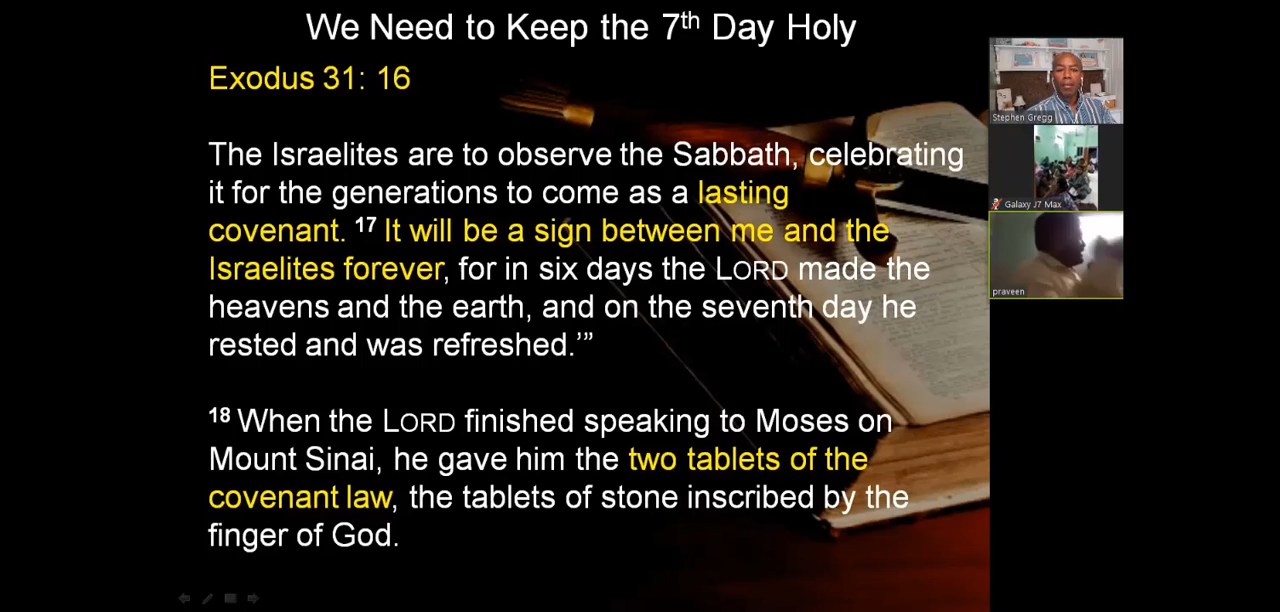 We Need to Keep the 7th Day Holy
Exodus 31: 16
The Israelites are to observe the Sabbath, celebrating
it for the generations to come as a lasting
covenant. 17 It will be a sign between me and the
Israelites forever, for in six days the LORD made the
heavens and the earth, and on the seventh day he
rested and was refreshed.’”
18 When the LORD finished speaking to Moses on
Mount Sinai, he gave him the two tablets of the
covenant law, the tablets of stone inscribed by the
finger of God.
Stephen Gregg
Galaxy J7 Max
praveen